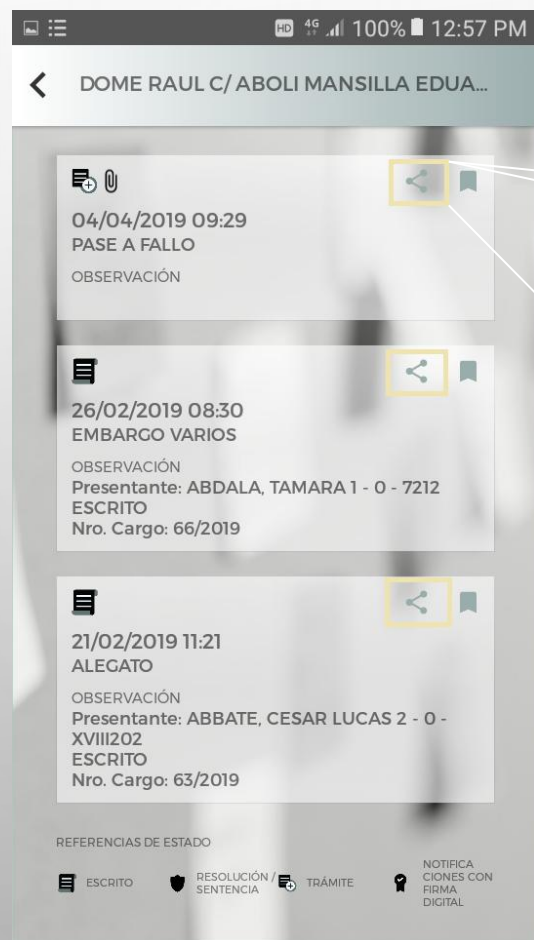 HD 4G 100% 12:57 PM
DOME RAUL C/ ABOLI MANSILLA EDUA...
04/04/2019 09:29
PASE A FALLO
OBSERVACIÓN
26/02/2019 08:30
EMBARGO VARIOS
OBSERVACIÓN
Presentante: ABDALA, TAMARA 1 - 0 - 7212
ESCRITO
Nro. Cargo: 66/2019
21/02/2019 11:21
ALEGATO
OBSERVACIÓN
Presentante: ABBATE, CESAR LUCAS 2 - 0 -
XVIII202
ESCRITO
Nro. Cargo: 63/2019
REFERENCIAS DE ESTADO
ESCRITO
RESOLUCIÓN /
SENTENCIA
TRÁMITE
NOTIFICA
CIONES CON
FIRMA
DIGITAL